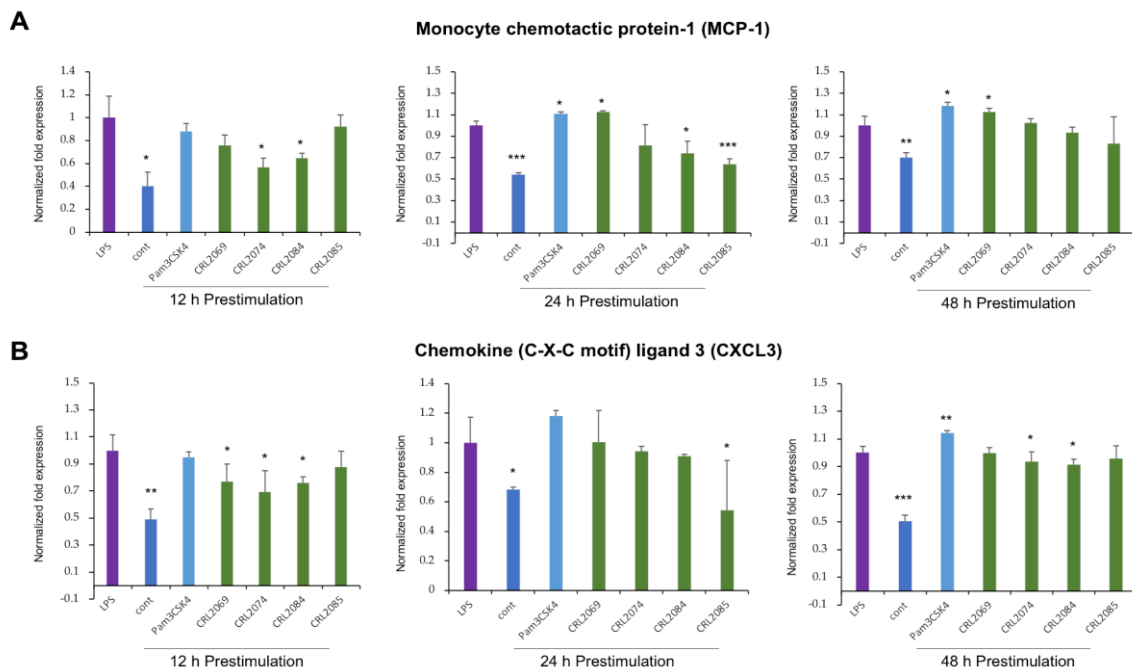 A
Monocyte chemotactic protein-1 (MCP-1)
Normalized fold expression
1.4
1.2
1
0.8
0.6
0.4
0.2
0
*
*
*
LPS
cont
Pam3CSK4
CRL2069
CRL2074
CRL2084
CRL2085
12 h Prestimulation
Normalized fold expression
1.5
1.3
1.1
0.9
0.7
0.5
0.3
0.1
-0.1
***
*
*
*
***
LPS
cont
Pam3CSK4
CRL2069
CRL2074
CRL2084
CRL2085
24 h Prestimulation
Normalized fold expression
1.5
1.3
1.1
0.9
0.7
0.5
0.3
0.1
-0.1
**
*
*
LPS
cont
Pam3CSK4
CRL2069
CRL2074
CRL2084
CRL2085
48 h Prestimulation
B
Chemokine (C-X-C motif) ligand 3 (CXCL3)
Normalized fold expression
1.5
1.3
1.1
0.9
0.7
0.5
0.3
0.1
-0.1
**
*
*
*
LPS
cont
Pam3CSK4
CRL2069
CRL2074
CRL2084
CRL2085
12 h Prestimulation
Normalized fold expression
1.4
1.2
1
0.8
0.6
0.4
0.2
0
*
*
LPS
cont
Pam3CSK4
CRL2069
CRL2074
CRL2084
CRL2085
24 h Prestimulation
Normalized fold expression
1.5
1.3
1.1
0.9
0.7
0.5
0.3
0.1
-0.1
***
**
*
*
LPS
cont
Pam3CSK4
CRL2069
CRL2074
CRL2084
CRL2085
48 h Prestimulation